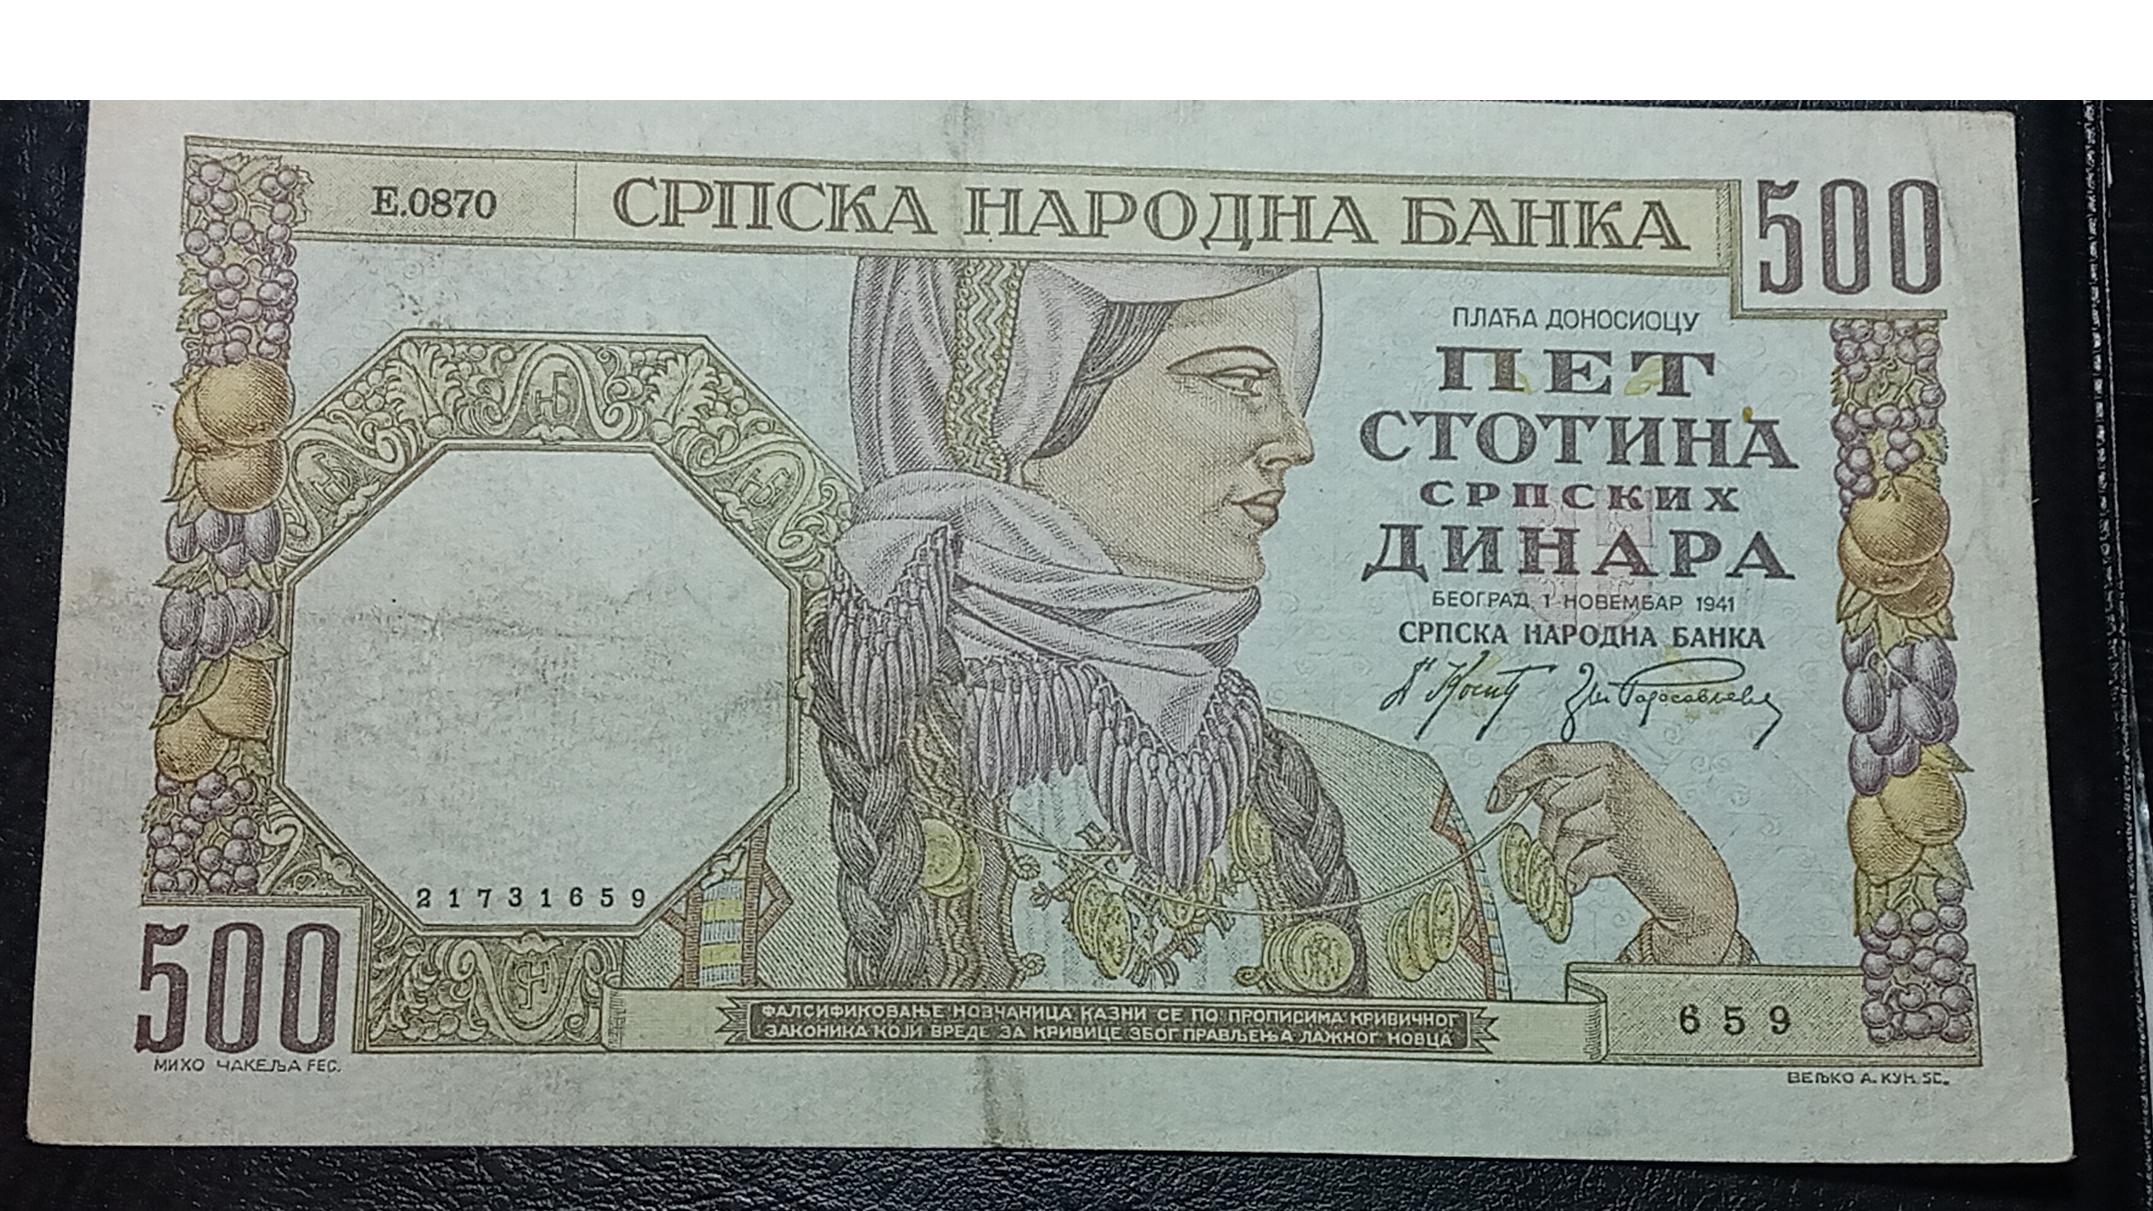 Е.0870
СРПСКА НАРОДНА БАНКА
500
ПЛАЋА ДОНОСИОЦУ
ПЕТ
СТОТИНА
СРПСКИХ
ДИНАРА
БЕОГРАД, 1 НОВЕМБАР 1941
СРПСКА НАРОДНА БАНКА
21731659
500
ФАЛСИФИКОВАЊЕ НОВЧАНИЦА КАЗНИ СЕ ПО ПРОПИСИМА КРИВИЧНОГ
ЗАКОНИКА КОЈИ ВРЕДЕ ЗА КРИВИЦЕ ЗБОГ ПРАВЉЕЊА ЛАЖНОГ НОВЦА
659
МИХО ЧАКЕЉА FEC.
ВЕЉКО А. КУН. SC.